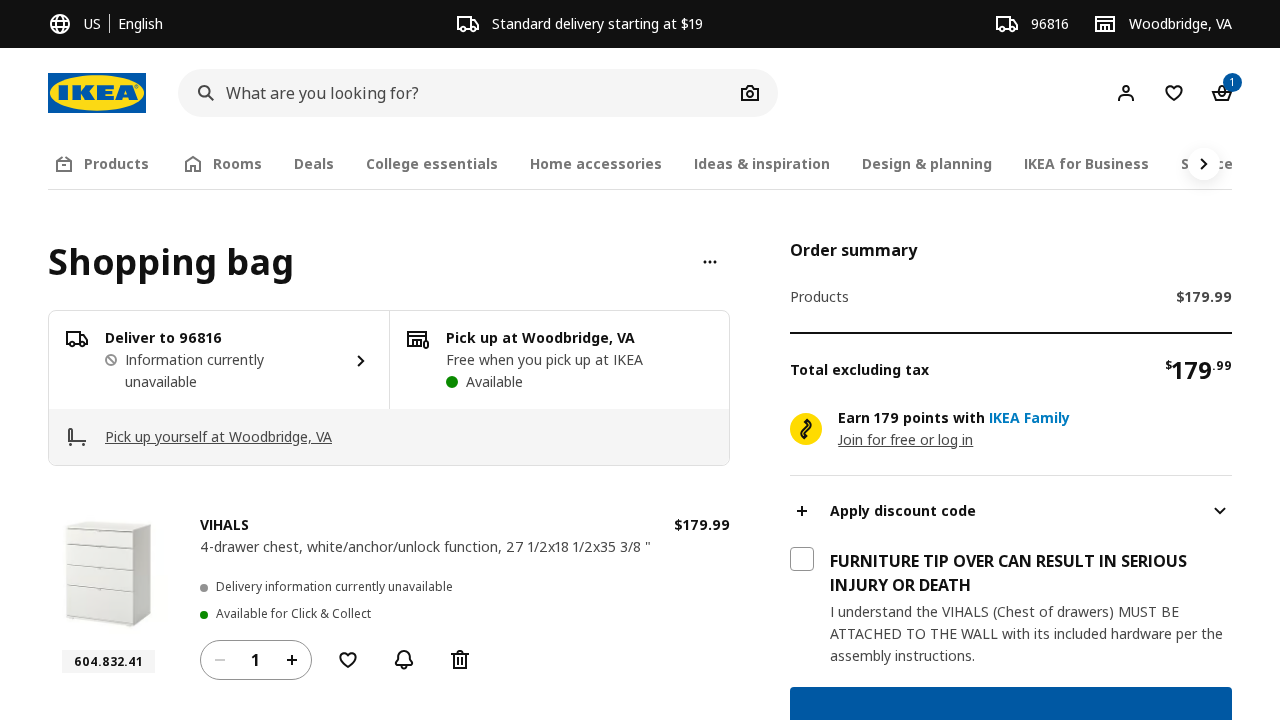 US English
Standard delivery starting at $19
96816
Woodbridge, VA
IKEA
What are you looking for?
1
Products
Rooms
Deals
College essentials
Home accessories
Ideas & inspiration
Design & planning
IKEA for Business
Shopping bag
Deliver to 96816
Information currently
unavailable
Pick up at Woodbridge, VA
Free when you pick up at IKEA
Available
Pick up yourself at Woodbridge, VA
VIHALS
$179.99
4-drawer chest, white/anchor/unlock function, 27 1/2x18 1/2x35 3/8 "
Delivery information currently unavailable
Available for Click & Collect
604.832.41
1
Order summary
Products $179.99
Total excluding tax $179.99
Earn 179 points with IKEA Family
Join for free or log in
Apply discount code
FURNITURE TIP OVER CAN RESULT IN SERIOUS
INJURY OR DEATH
I understand the VIHALS (Chest of drawers) MUST BE
ATTACHED TO THE WALL with its included hardware per the
assembly instructions.